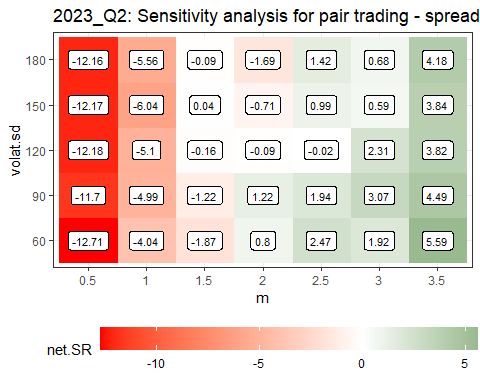 2023_Q2: Sensitivity analysis for pair trading - spread
volat.sd
180 -12.16 -5.56 -0.09 -1.69 1.42 0.68 4.18
150 -12.17 -6.04 0.04 -0.71 0.99 0.59 3.84
120 -12.18 -5.1 -0.16 -0.09 -0.02 2.31 3.82
90 -11.7 -4.99 -1.22 1.22 1.94 3.07 4.49
60 -12.71 -4.04 -1.87 0.8 2.47 1.92 5.59
0.5 1 1.5 2 2.5 3 3.5
m
net.SR
-10 -5 0 5